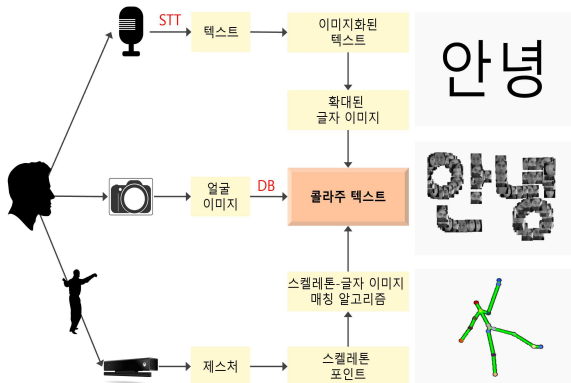 STT
텍스트
이미지화된
텍스트
확대된
글자 이미지
안녕
얼굴
이미지
DB
콜라주 텍스트
안녕
스켈레톤-글자 이미지
매칭 알고리즘
제스처
스켈레톤
포인트